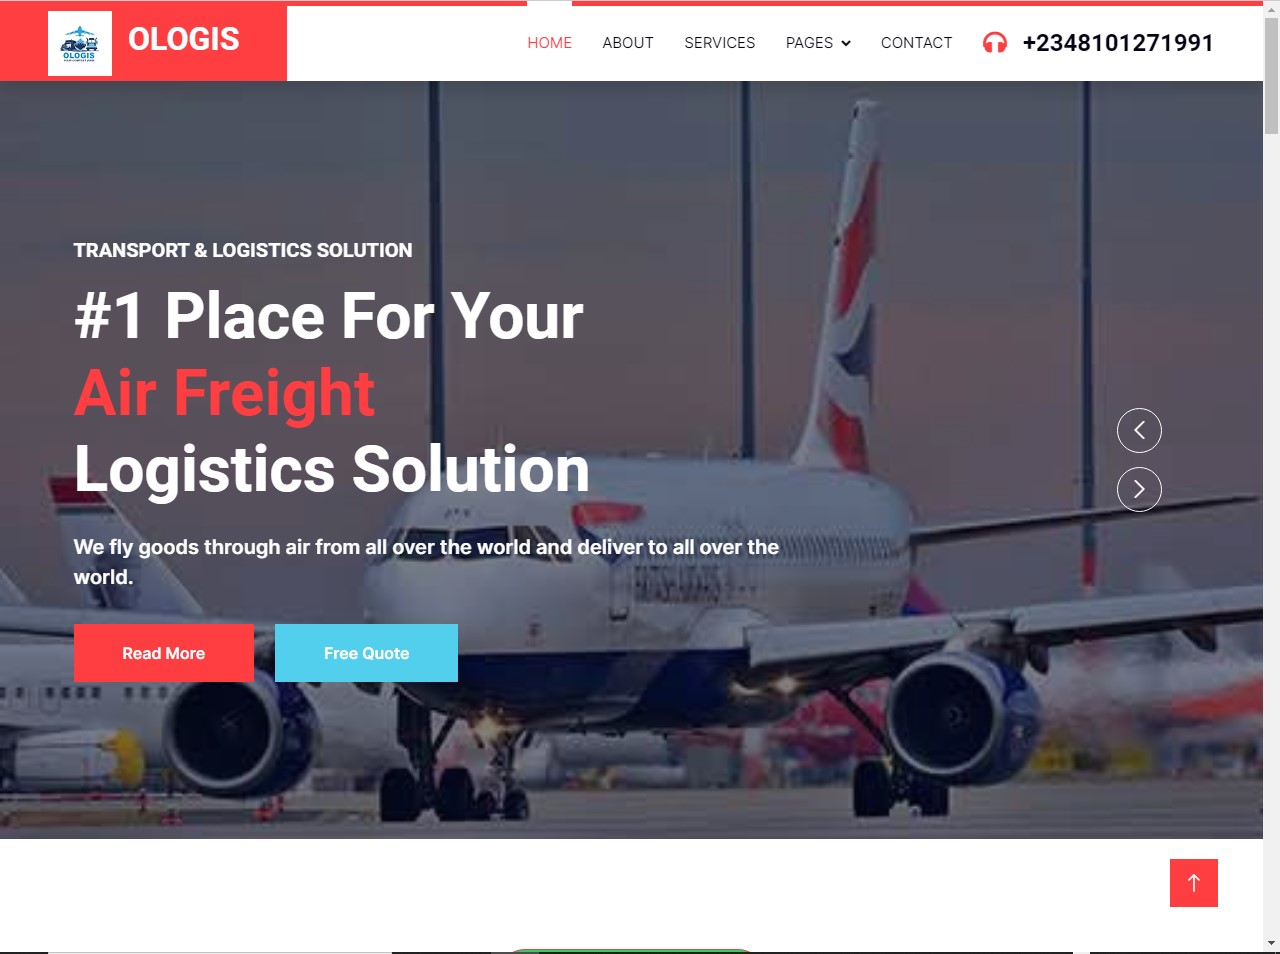 OLOGIS
OLOGIS
HOME
ABOUT
SERVICES
PAGES
CONTACT
+2348101271991
TRANSPORT & LOGISTICS SOLUTION
#1 Place For Your
Air Freight
Logistics Solution
We fly goods through air from all over the world and deliver to all over the
world.
Read More
Free Quote